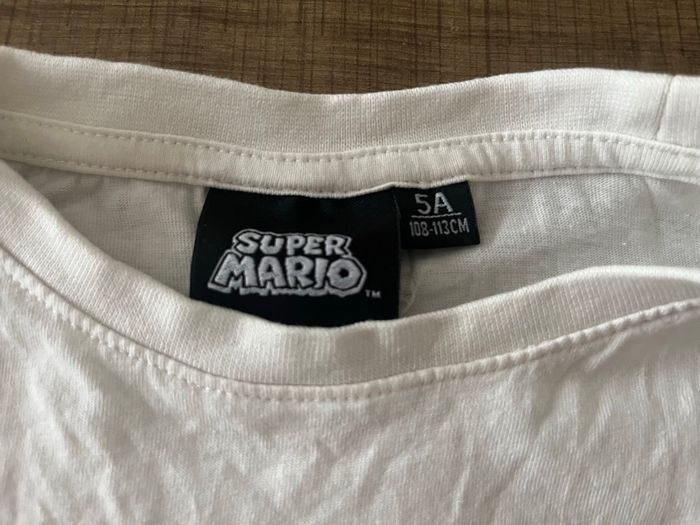 SUPER
MARIO
™
5A
108-113CM